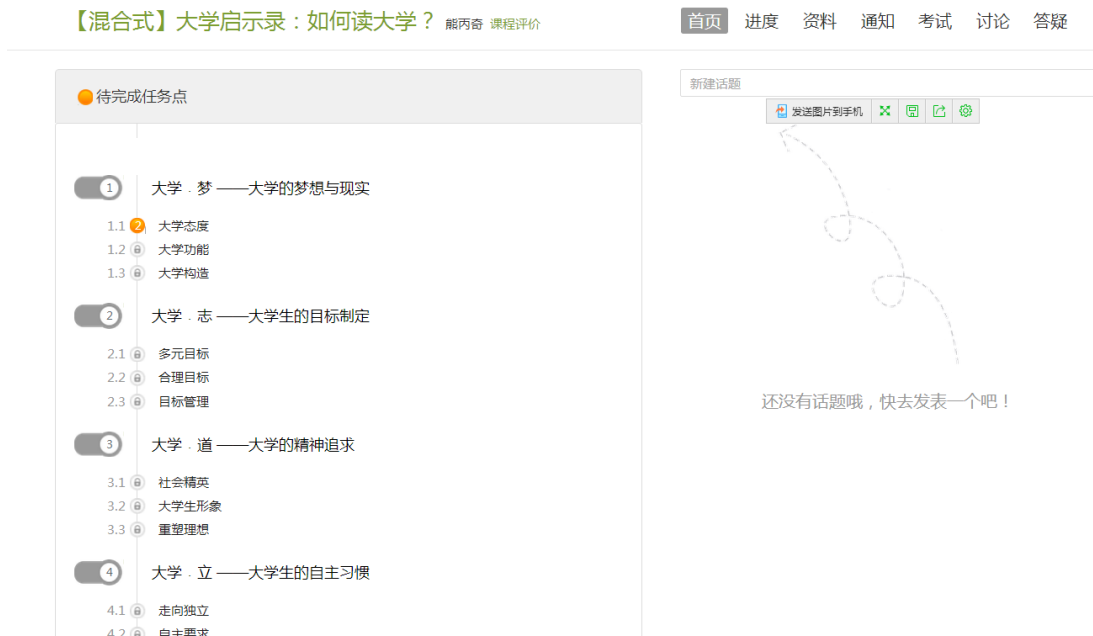 【混合式】大学启示录：如何读大学？ 熊丙奇 课程评价
首页 进度 资料 通知 考试 讨论 答疑
待完成任务点
新建话题
发送图片到手机
1 大学 . 梦 ——大学的梦想与现实
1.1 2 大学态度
1.2 大学功能
1.3 大学构造
2 大学 . 志 ——大学生的目标制定
2.1 多元目标
2.2 合理目标
2.3 目标管理
还没有话题哦，快去发表一个吧！
3 大学 . 道 ——大学的精神追求
3.1 社会精英
3.2 大学生形象
3.3 重塑理想
4 大学 . 立 ——大学生的自主习惯
4.1 走向独立
4.2 自主要求